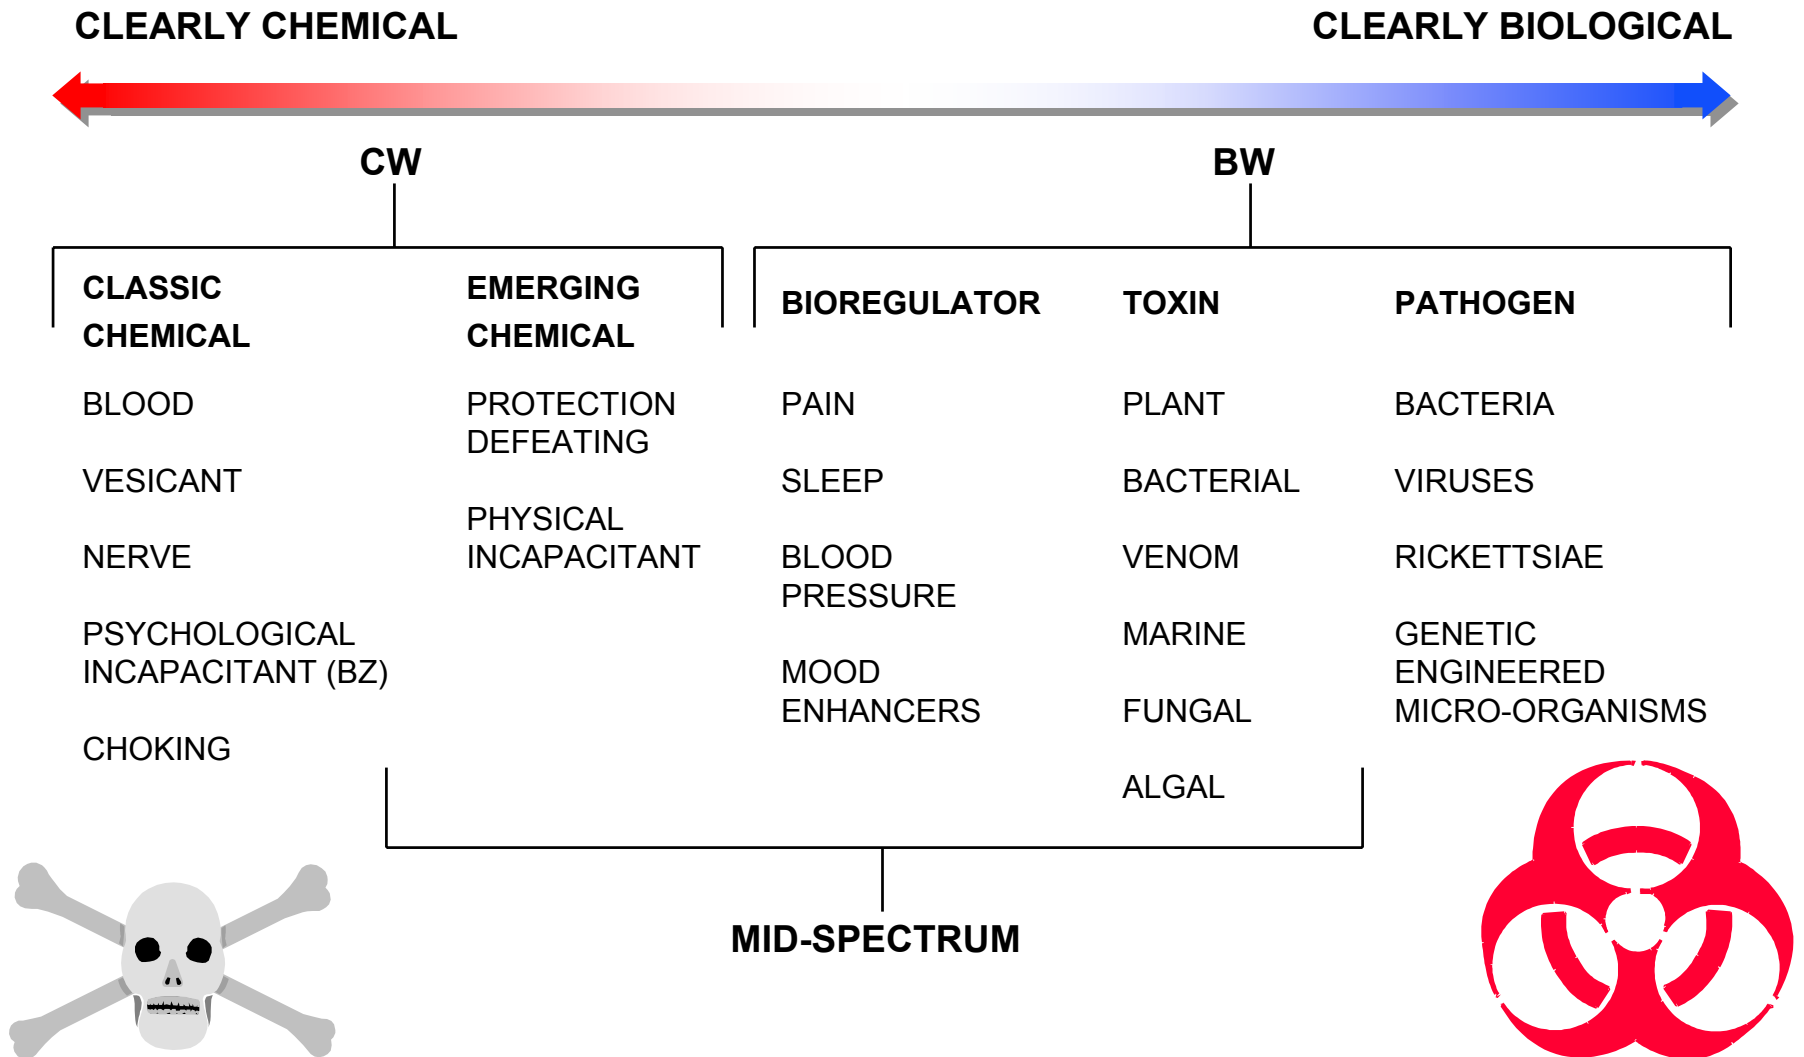 CLEARLY CHEMICAL
CLEARLY BIOLOGICAL
CW
BW
CLASSIC
CHEMICAL
BLOOD
VESICANT
NERVE
PSYCHOLOGICAL
INCAPACITANT (BZ)
CHOKING
EMERGING
CHEMICAL
PROTECTION
DEFEATING
PHYSICAL
INCAPACITANT
BIOREGULATOR
PAIN
SLEEP
BLOOD
PRESSURE
MOOD
ENHANCERS
TOXIN
PLANT
BACTERIAL
VENOM
MARINE
FUNGAL
ALGAL
PATHOGEN
BACTERIA
VIRUSES
RICKETTSIAE
GENETIC
ENGINEERED
MICRO-ORGANISMS
MID-SPECTRUM